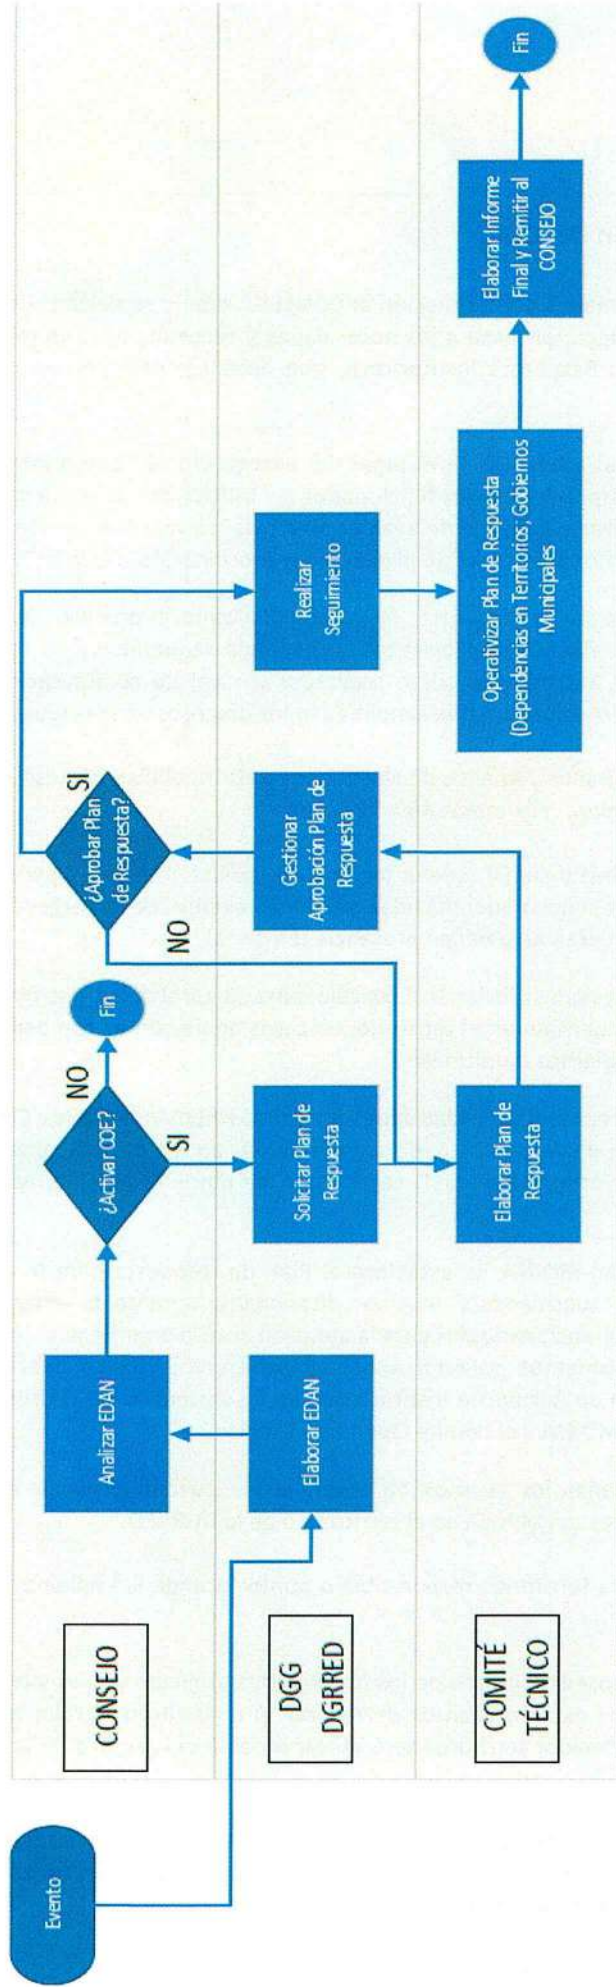 Evento
CONSEJO
Analizar EDAN
¿Activar COE?
NO
Fin
SI
¿Aprobar Plan
de Respuesta?
SI
NO
DGG
DGRRED
Elaborar EDAN
Solicitar Plan de
Respuesta
Gestionar
Aprobación Plan de
Respuesta
Realizar
Seguimiento
COMITÉ
TÉCNICO
Elaborar Plan de
Respuesta
Operativizar Plan de Respuesta
(Dependencias en Territorios; Gobiernos
Municipales
Elaborar Informe
Final y Remitir al
CONSEJO
Fin